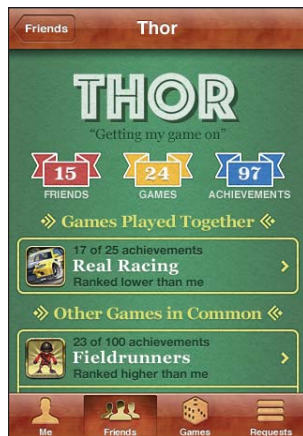 Friends
Thor
THOR
"Getting my game on"
15
24
97
FRIENDS
GAMES
ACHIEVEMENTS
Games Played Together
17 of 25 achievements
Real Racing
Ranked lower than me
Other Games in Common
23 of 100 achievements
Fieldrunners
Ranked higher than me
Me
Friends
Games
Requests